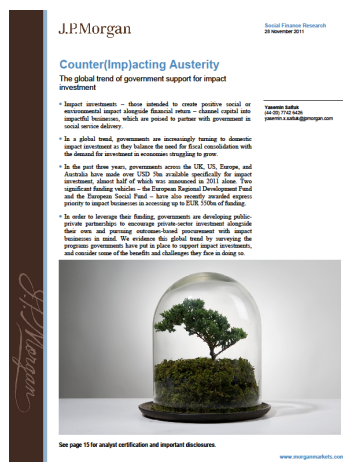 J.P.Morgan
Social Finance Research
28 November 2011
Counter(Imp)acting Austerity
The global trend of government support for impact
investment
Yasemin Saltuk
(44-20) 7742 6426
yasemin.x.saltuk@jpmorgan.com
• Impact investments – those intended to create positive social or
environmental impact alongside financial return – channel capital into
impactful businesses, which are poised to partner with government in
social service delivery.
• In a global trend, governments are increasingly turning to domestic
impact investment as they balance the need for fiscal consolidation with
the demand for investment in economies struggling to grow.
• In the past three years, governments across the UK, US, Europe, and
Australia have made over USD 5bn available specifically for impact
investment, almost half of which was announced in 2011 alone. Two
significant funding vehicles – the European Regional Development Fund
and the European Social Fund – have also recently awarded express
priority to impact businesses in accessing up to EUR 550bn of funding.
• In order to leverage their funding, governments are developing public-
private partnerships to encourage private-sector investment alongside
their own and pursuing outcomes-based procurement with impact
businesses in mind. We evidence this global trend by surveying the
programs governments have put in place to support impact investments,
and consider some of the benefits and challenges they face in doing so.
J.P.Morgan
See page 15 for analyst certification and important disclosures.
www.morganmarkets.com